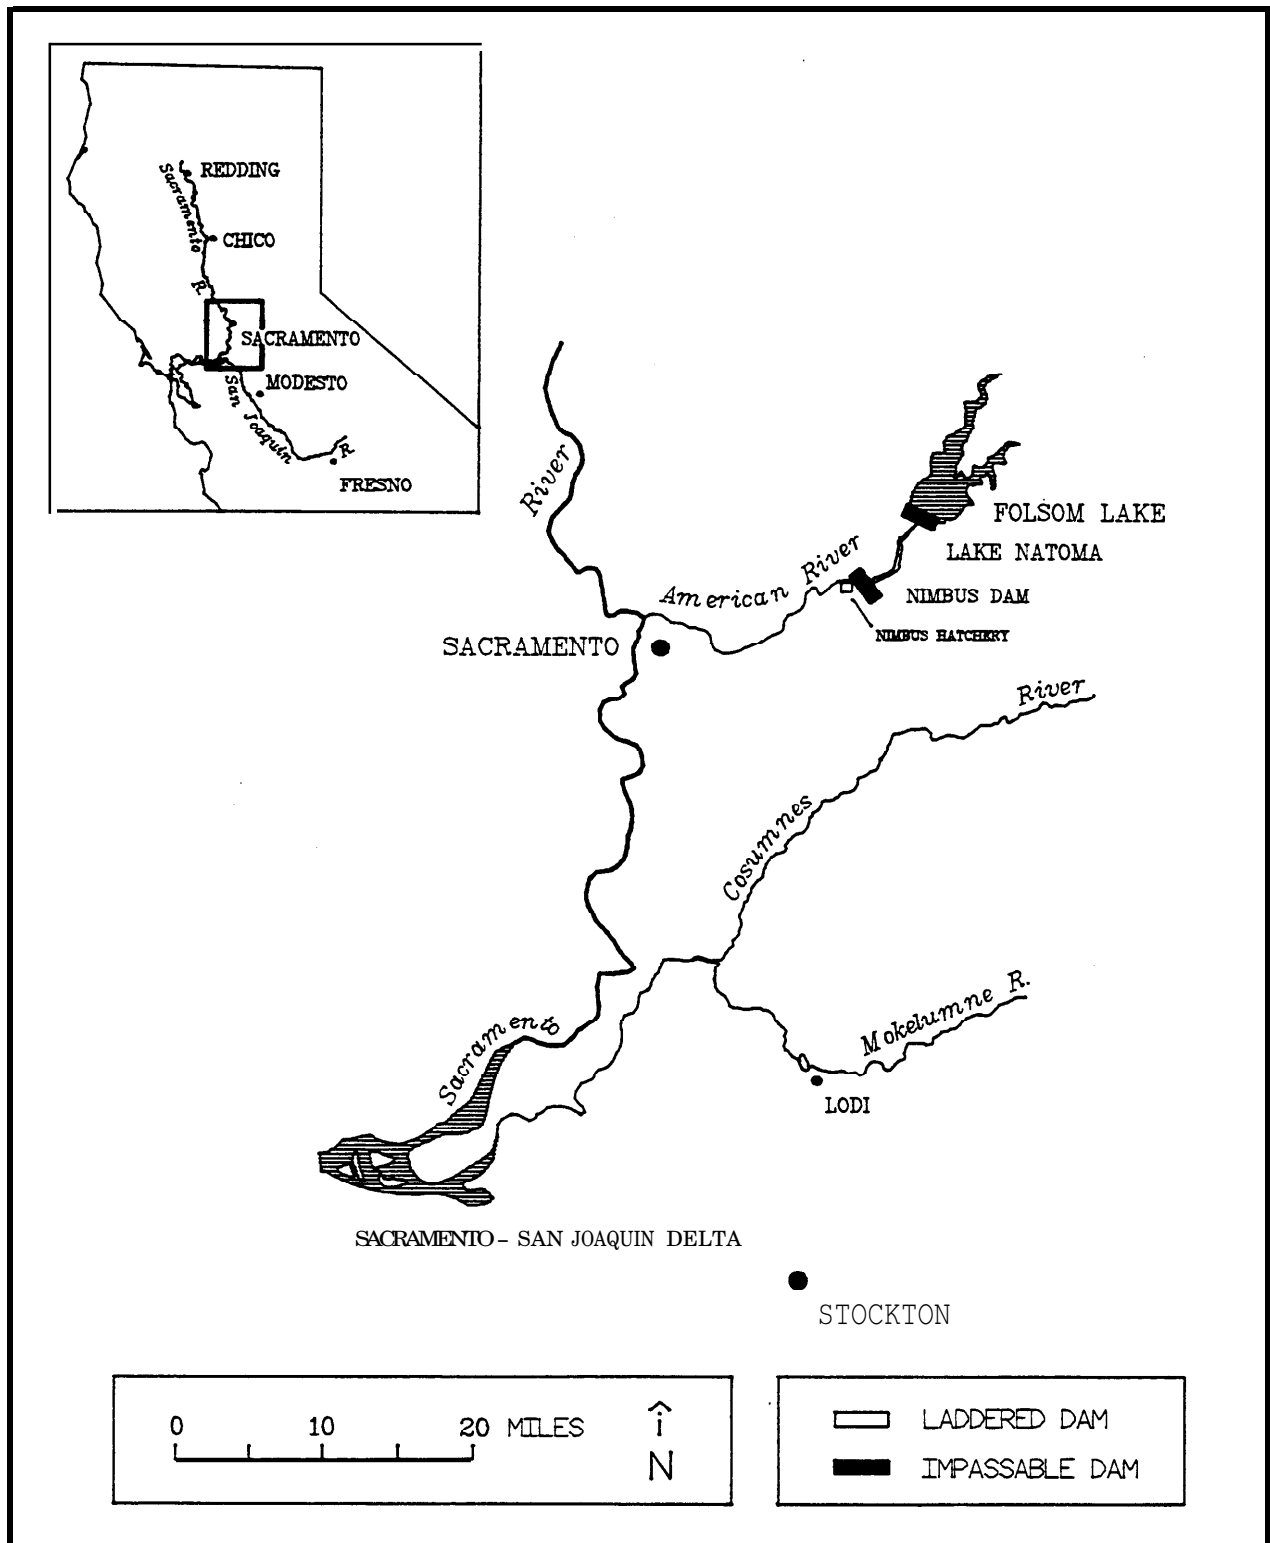 REDDING
Sacramento
CHICO
R.
SACRAMENTO
MODESTO
San Joaquin
R.
FRESNO
River
FOLSOM LAKE
LAKE NATOMA
American River
NIMBUS DAM
NIMBUS HATCHERY
SACRAMENTO
River
Cosumnes
Mokelumne R.
Sacramento
LODI
SACRAMENTO – SAN JOAQUIN DELTA
STOCKTON
0 10 20 MILES
N
LADDERED DAM
IMPASSABLE DAM